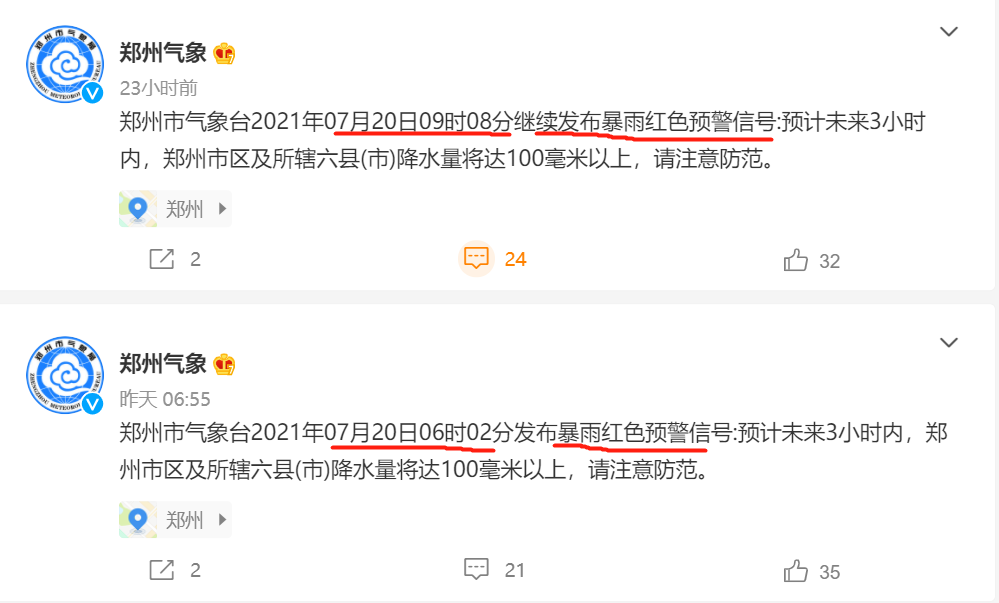 郑州气象
23小时前
郑州市气象台2021年07月20日09时08分继续发布暴雨红色预警信号:预计未来3小时
内，郑州市区及所辖六县(市)降水量将达100毫米以上，请注意防范。
郑州
2
24
32
郑州气象
昨天 06:55
郑州市气象台2021年07月20日06时02分发布暴雨红色预警信号:预计未来3小时内，郑
州市区及所辖六县(市)降水量将达100毫米以上，请注意防范。
郑州
2
21
35